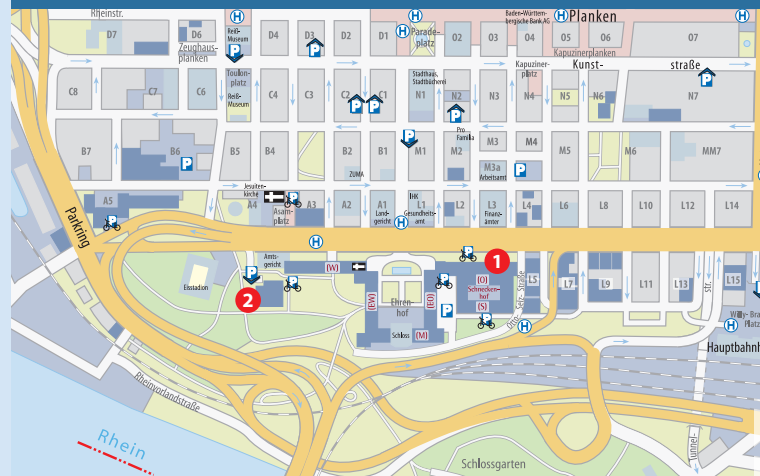 Rheinstr.
H
H
H
H
H
Baden-Württem-
bergische Bank AG
Planken
D7
D6
Zeughaus-
planken
Reiß-
Museum
P
D4
D3
P
D2
D1
Parade-
platz
O2
O3
O4
O5
O6
O7
Kapuzinerplanken
Kapuziner-
platz
Kunst-
straße
C8
C7
C6
Toulon-
platz
Reiß-
Museum
C4
C3
C2
P
C1
P
Stadthaus,
Stadtbücherei
N1
N2
P
N3
N4
N5
N6
P
N7
P
B7
B6
P
B5
B4
B2
ZUMA
B1
P
M1
Pro
Familia
M2
M3
M3a
Arbeitsamt
M4
P
M5
M6
MM7
Parkring
A5
P
Jesuiten-
kirche
A4
Asam-
platz
P
A3
A2
A1
Land-
gericht
IHK
L1
Gesundheits-
amt
H
L2
L3
Finanz-
ämter
L4
P
L6
L8
L10
L12
L14
H
Amts-
gericht
(W)
P
1
Eisstadion
P
2
P
(EW)
Ehren-
hof
Schloss
(M)
(EO)
P
P
(O)
Schnecken-
hof
(S)
P
Otto-Selz-Straße
H
L5
L7
L9
L11
L13
str.
L15
P
H
Willy-Bra
Platz
Hauptbahnh
Rheinvorlandstraße
Rhein
Schlossgarten
Tunnel-